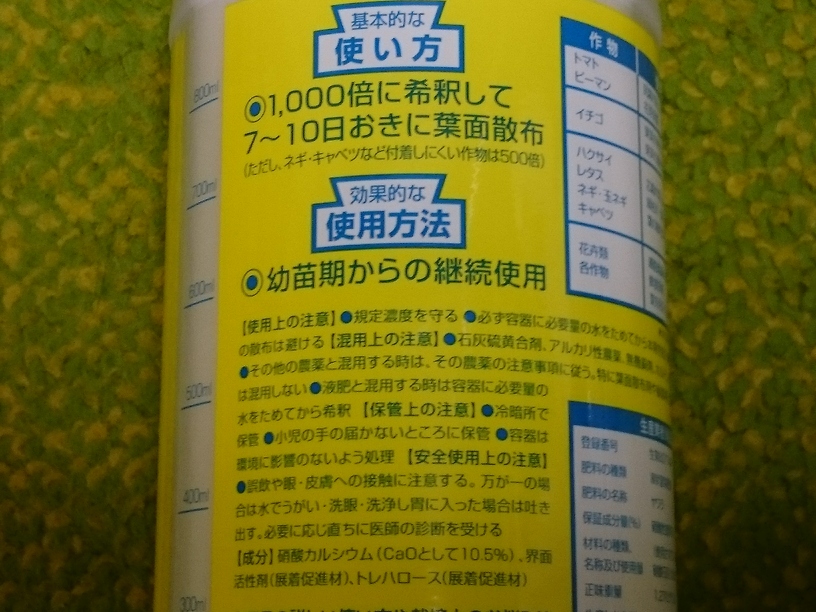 基本的な
使い方
●1,000倍に希釈して
7〜10日おきに葉面散布
(ただし、ネギ・キャベツなど付着しにくい作物は500倍)
効果的な
使用方法
●幼苗期からの継続使用
【使用上の注意】●規定濃度を守る ●必ず容器に必要量の水をためてから
の散布は避ける【混用上の注意】●石灰硫黄合剤、アルカリ性農薬、
●その他の農薬と混用する時は、その農薬の注意事項に従う。特に葉面散布
は混用しない ●液肥と混用する時は容器に必要量の
水をためてから希釈 【保管上の注意】●冷暗所で
保管 ●小児の手の届かないところに保管 ●容器は
環境に影響のないよう処理 【安全使用上の注意】
●誤飲や眼・皮膚への接触に注意する。万が一の場
合は水でうがい・洗眼・洗浄し胃に入った場合は吐き
出す。必要に応じ直ちに医師の診断を受ける
【成分】硝酸カルシウム(CaOとして10.5%)、界面
活性剤(展着促進材)、トレハロース(展着促進材)
作物
トマト
ピーマン
イチゴ
ハクサイ
レタス
ネギ・玉ネギ
キャベツ
花卉類
各作物
登録番号
肥料の種類
肥料の名称
保証成分量(%)
材料の種類、
名称及び使用量
正味重量
800ml
700ml
600ml
500ml
400ml
300ml